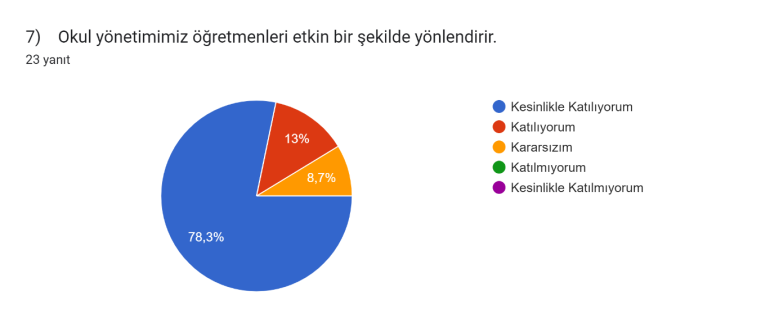 7) Okul yönetimimiz öğretmenleri etkin bir şekilde yönlendirir.
23 yanıt
Kesinlikle Katılıyorum
Katılıyorum
Kararsızım
Katılmıyorum
Kesinlikle Katılmıyorum
13%
8,7%
78,3%